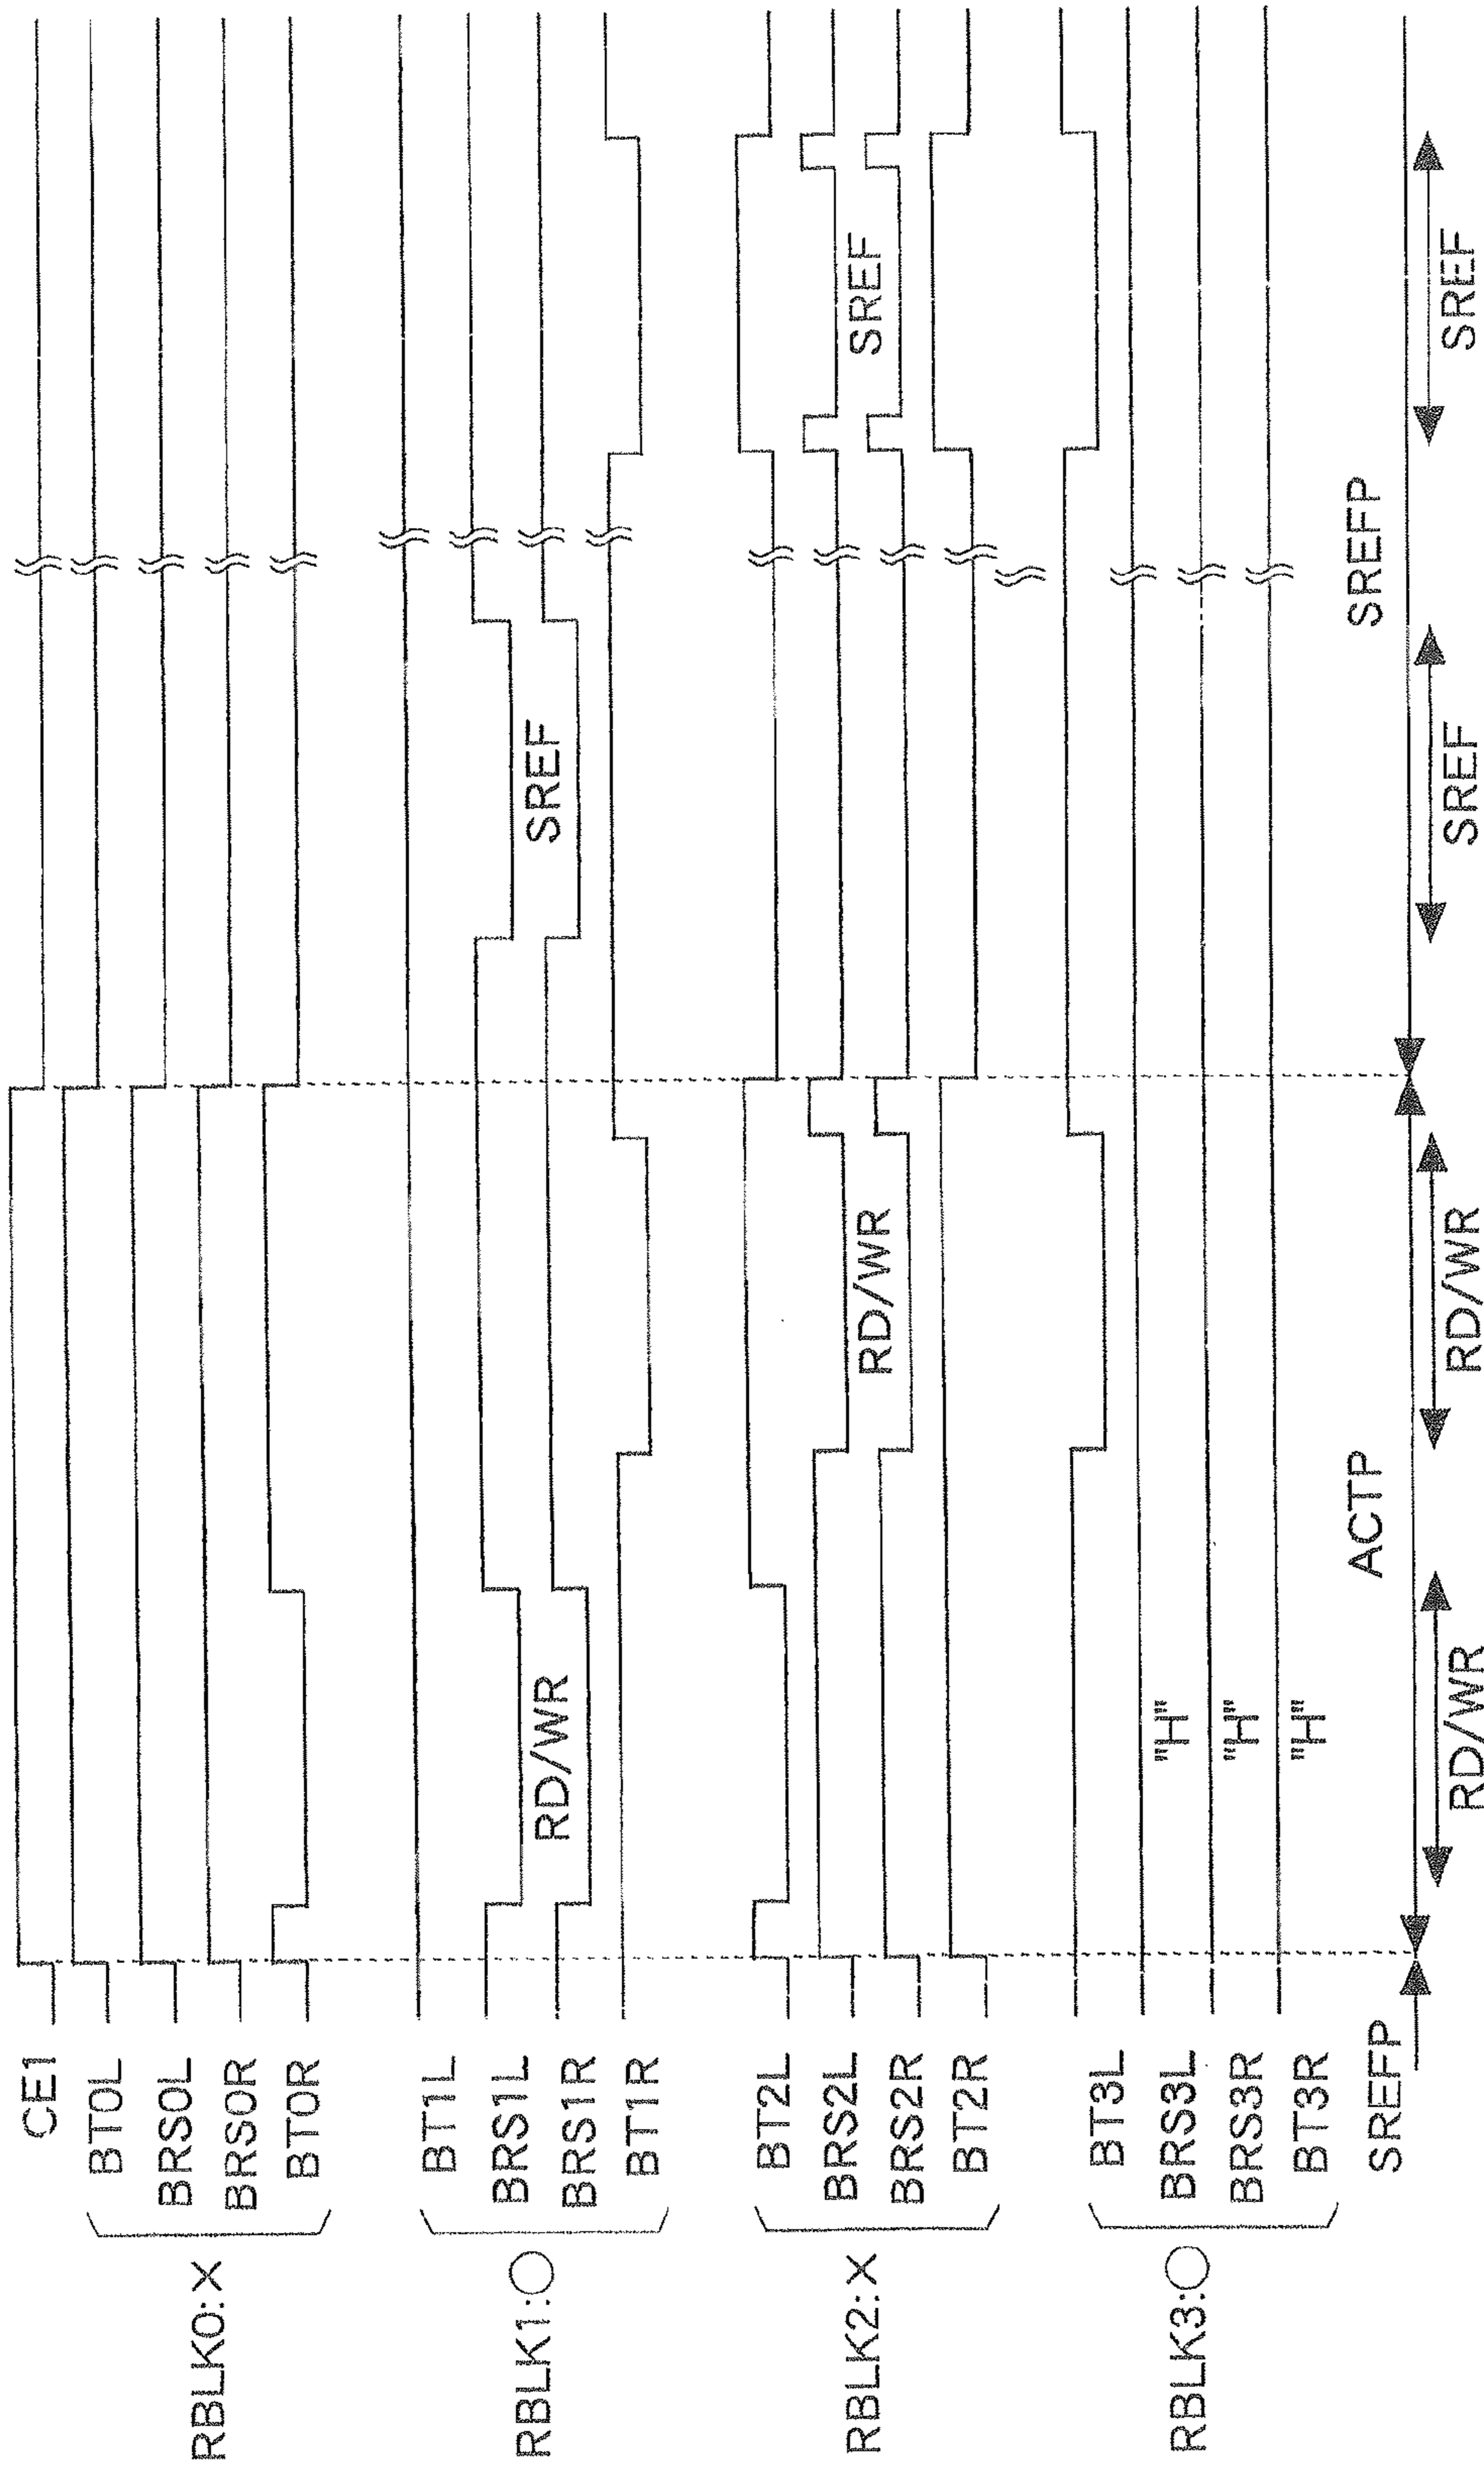 CE1
RBLK0:×
BT0L
BRS0L
BRS0R
BT0R
RBLK1:○
BT1L
BRS1L
BRS1R
BT1R
RD/WR
SREF
RBLK2:×
BT2L
BRS2L
BRS2R
BT2R
RD/WR
SREF
RBLK3:○
BT3L
BRS3L
BRS3R
BT3R
"H"
"H"
"H"
SREFP
ACTP
SREFP
RD/WR
RD/WR
SREF
SREF